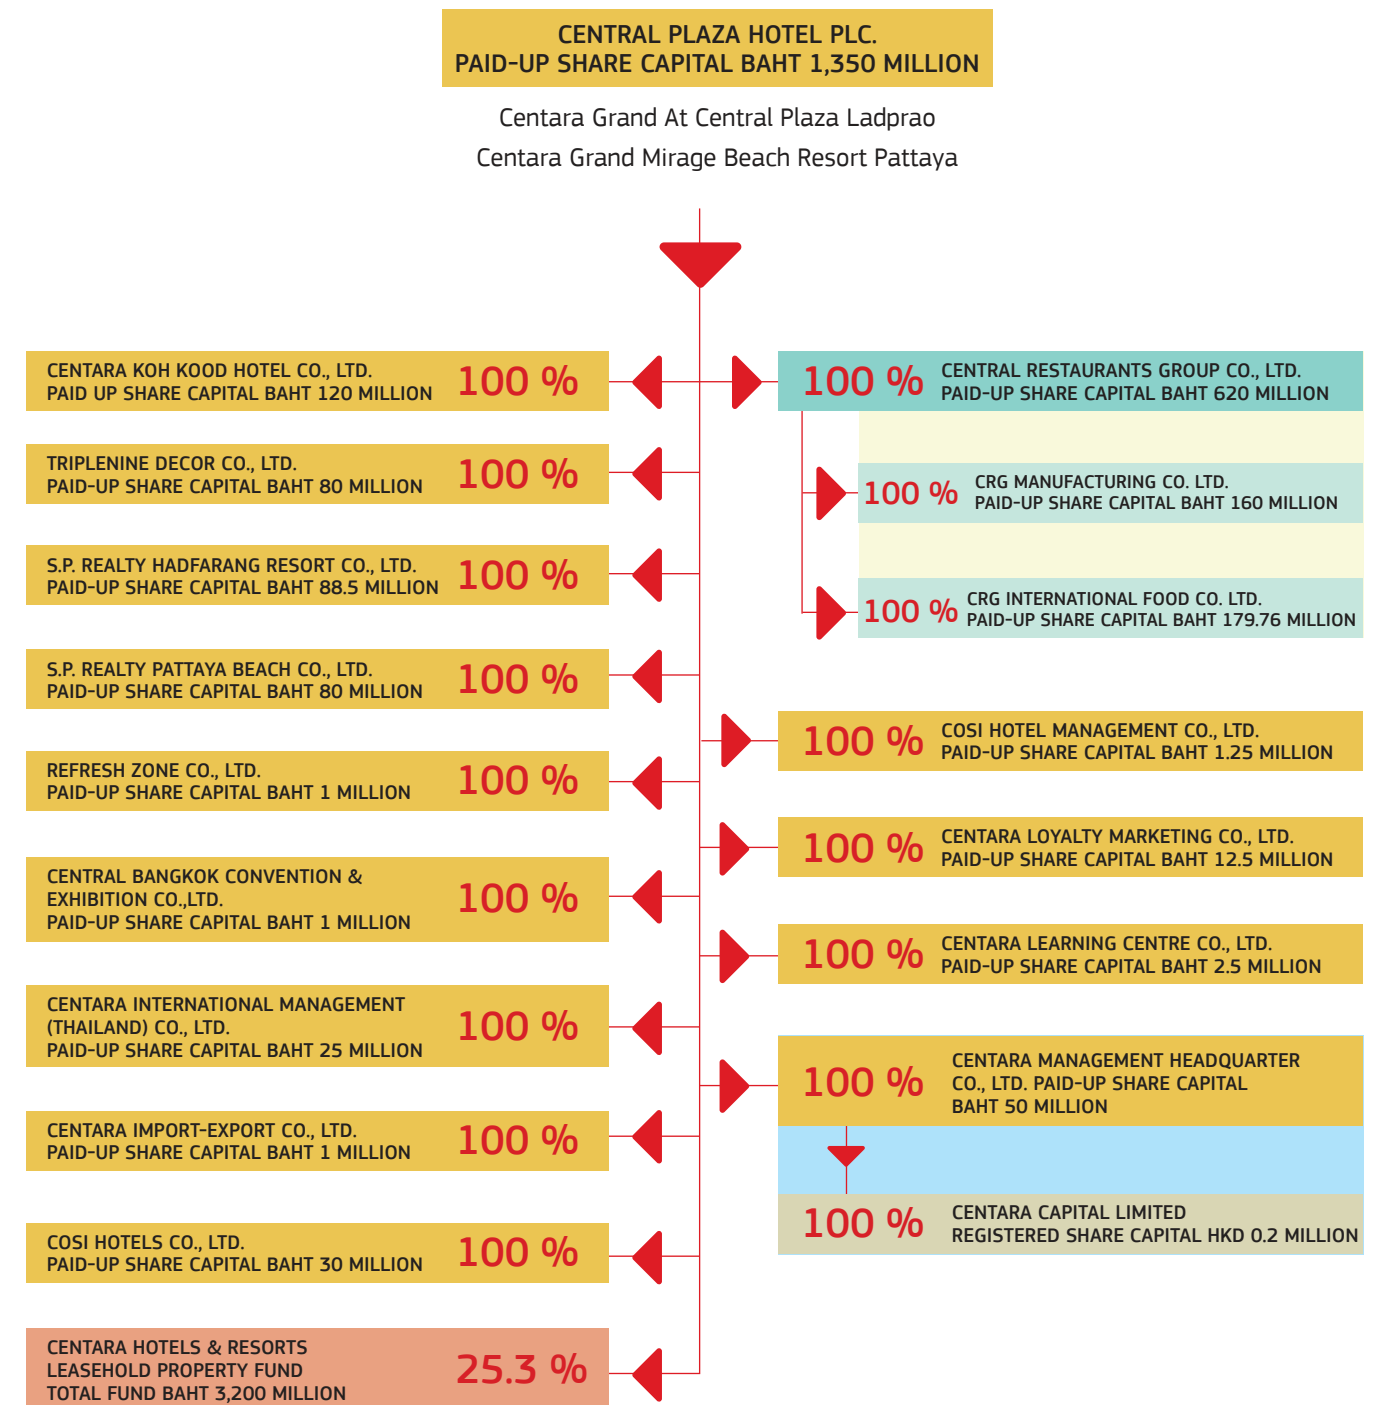 CENTRAL PLAZA HOTEL PLC.
PAID-UP SHARE CAPITAL BAHT 1,350 MILLION
Centara Grand At Central Plaza Ladprao
Centara Grand Mirage Beach Resort Pattaya
CENTARA KOH KOOD HOTEL CO., LTD.
PAID UP SHARE CAPITAL BAHT 120 MILLION
100 %
TRIPLENINE DECOR CO., LTD.
PAID-UP SHARE CAPITAL BAHT 80 MILLION
100 %
S.P. REALTY HADFARANG RESORT CO., LTD.
PAID-UP SHARE CAPITAL BAHT 88.5 MILLION
100 %
S.P. REALTY PATTAYA BEACH CO., LTD.
PAID-UP SHARE CAPITAL BAHT 80 MILLION
100 %
REFRESH ZONE CO., LTD.
PAID-UP SHARE CAPITAL BAHT 1 MILLION
100 %
CENTRAL BANGKOK CONVENTION &
EXHIBITION CO.,LTD.
PAID-UP SHARE CAPITAL BAHT 1 MILLION
100 %
CENTARA INTERNATIONAL MANAGEMENT
(THAILAND) CO., LTD.
PAID-UP SHARE CAPITAL BAHT 25 MILLION
100 %
CENTARA IMPORT-EXPORT CO., LTD.
PAID-UP SHARE CAPITAL BAHT 1 MILLION
100 %
COSI HOTELS CO., LTD.
PAID-UP SHARE CAPITAL BAHT 30 MILLION
100 %
CENTARA HOTELS & RESORTS
LEASEHOLD PROPERTY FUND
TOTAL FUND BAHT 3,200 MILLION
25.3 %
100 %
CENTRAL RESTAURANTS GROUP CO., LTD.
PAID-UP SHARE CAPITAL BAHT 620 MILLION
100 %
CRG MANUFACTURING CO. LTD.
PAID-UP SHARE CAPITAL BAHT 160 MILLION
100 %
CRG INTERNATIONAL FOOD CO. LTD.
PAID-UP SHARE CAPITAL BAHT 179.76 MILLION
100 %
COSI HOTEL MANAGEMENT CO., LTD.
PAID-UP SHARE CAPITAL BAHT 1.25 MILLION
100 %
CENTARA LOYALTY MARKETING CO., LTD.
PAID-UP SHARE CAPITAL BAHT 12.5 MILLION
100 %
CENTARA LEARNING CENTRE CO., LTD.
PAID-UP SHARE CAPITAL BAHT 2.5 MILLION
100 %
CENTARA MANAGEMENT HEADQUARTER
CO., LTD. PAID-UP SHARE CAPITAL
BAHT 50 MILLION
100 %
CENTARA CAPITAL LIMITED
REGISTERED SHARE CAPITAL HKD 0.2 MILLION